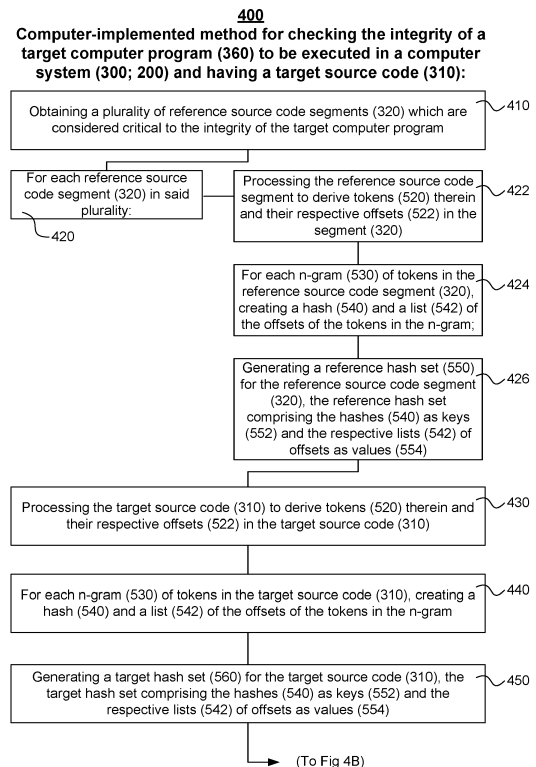 400
Computer-implemented method for checking the integrity of a
target computer program (360) to be executed in a computer
system (300; 200) and having a target source code (310):
Obtaining a plurality of reference source code segments (320) which are
considered critical to the integrity of the target computer program
410
For each reference source
code segment (320) in said
plurality:
420
Processing the reference source code
segment to derive tokens (520) therein
and their respective offsets (522) in the
segment (320)
422
For each n-gram (530) of tokens in the
reference source code segment (320),
creating a hash (540) and a list (542) of
the offsets of the tokens in the n-gram;
424
Generating a reference hash set (550)
for the reference source code segment
(320), the reference hash set
comprising the hashes (540) as keys
(552) and the respective lists (542) of
offsets as values (554)
426
Processing the target source code (310) to derive tokens (520) therein and
their respective offsets (522) in the target source code (310)
430
For each n-gram (530) of tokens in the target source code (310), creating a
hash (540) and a list (542) of the offsets of the tokens in the n-gram
440
Generating a target hash set (560) for the target source code (310), the
target hash set comprising the hashes (540) as keys (552) and the
respective lists (542) of offsets as values (554)
450
(To Fig 4B)